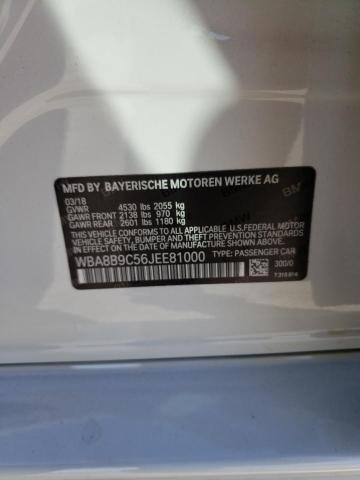 MFD BY BAYERISCHE MOTOREN WERKE AG
03/18
GVWR 4530 lbs 2055 kg
GAWR FRONT 2138 lbs 970 kg
GAWR REAR 2601 lbs 1180 kg
THIS VEHICLE CONFORMS TO ALL APPLICABLE U.S. FEDERAL MOTOR
VEHICLE SAFETY, BUMPER, AND THEFT PREVENTION STANDARDS
IN EFFECT ON THE DATE OF MANUFACTURE SHOWN ABOVE.
WBA8B9C56JEE81000 TYPE: PASSENGER CAR
300/0